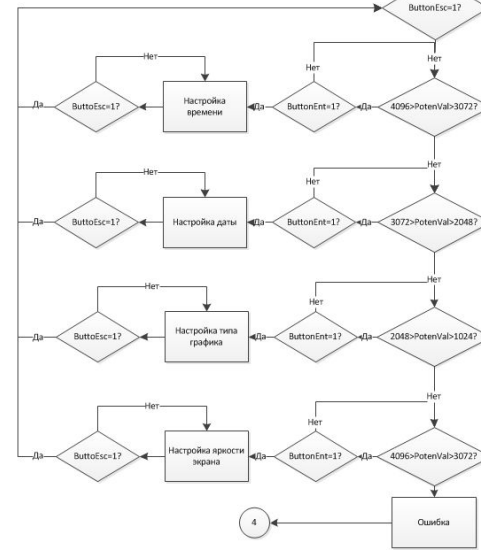 ButtonEsc=1?
Нет
Нет
Нет
Да
ButtoEsc=1?
Настройка
времени
Да
ButtonEnt=1?
Да
4096>PotenVal>3072?
Нет
Нет
Нет
Да
ButtoEsc=1?
Настройка даты
Да
ButtonEnt=1?
Да
3072>PotenVal>2048?
Нет
Нет
Нет
Да
ButtoEsc=1?
Настройка типа
графика
Да
ButtonEnt=1?
Да
2048>PotenVal>1024?
Нет
Нет
Нет
Да
ButtoEsc=1?
Настройка яркости
экрана
Да
ButtonEnt=1?
Да
4096>PotenVal>3072?
4
Ошибка